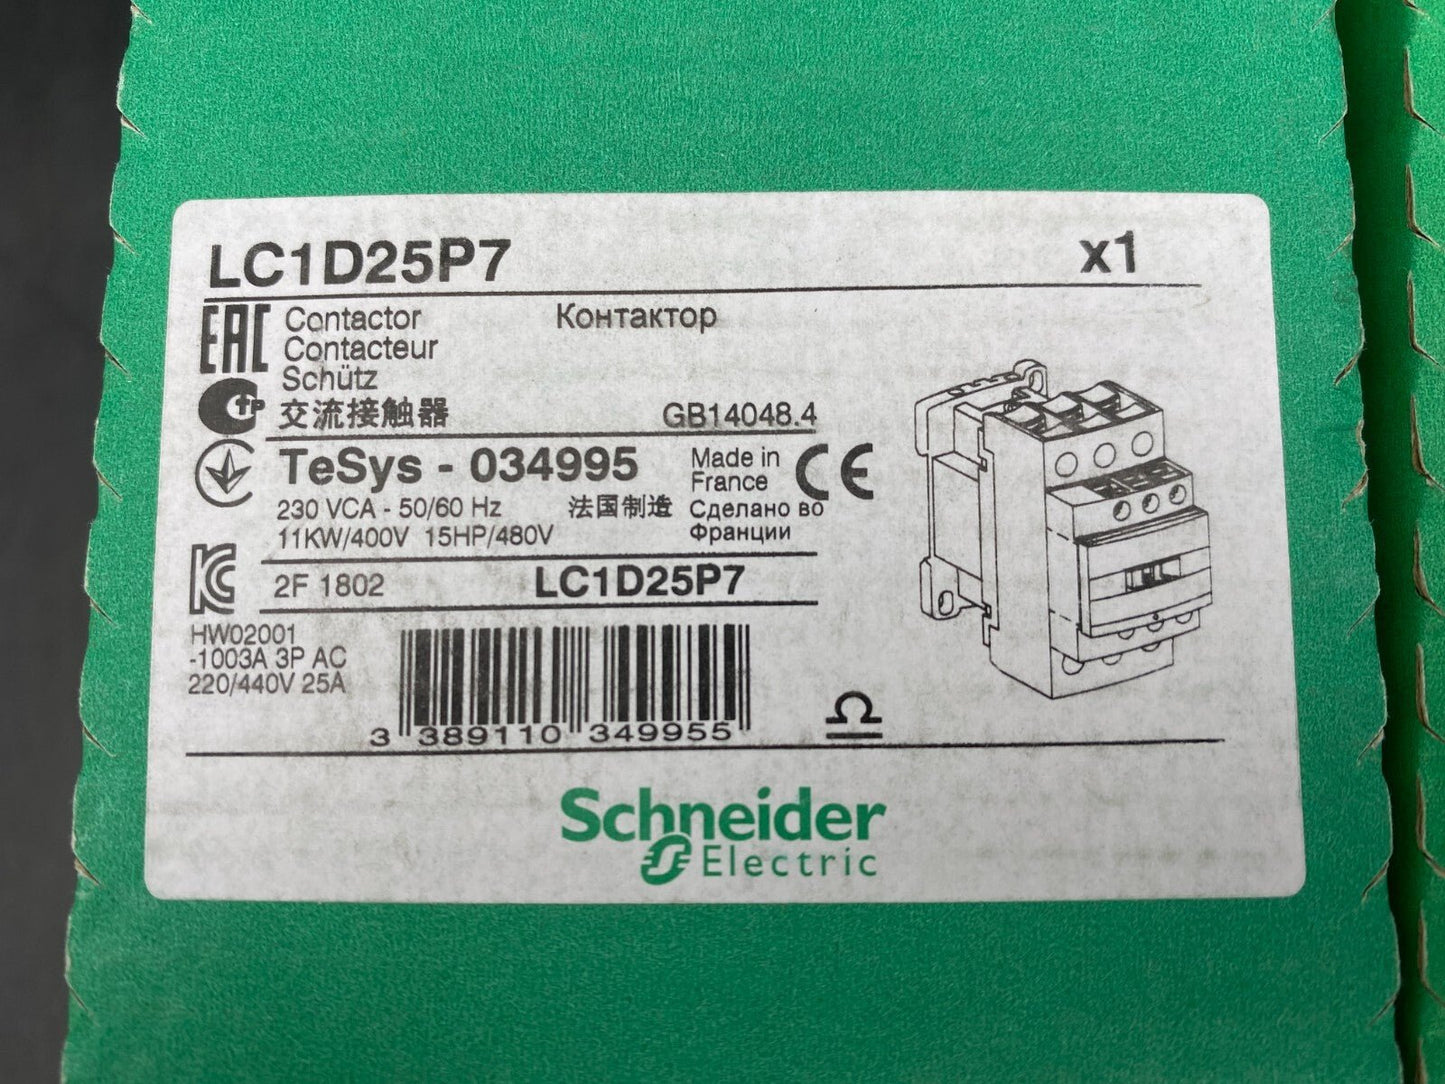 LC1D25P7 x1
EAC Contactor Контактор
Contacteur
Schütz
交流接触器 GB14048.4
TeSys - 034995 Made in France CE
230 VCA - 50/60 Hz 法国制造 Сделано во
11KW/400V 15HP/480V Франции
2F 1802 LC1D25P7
HW02001
-1003A 3P AC
220/440V 25A
3 389110 349955
Schneider
Electric